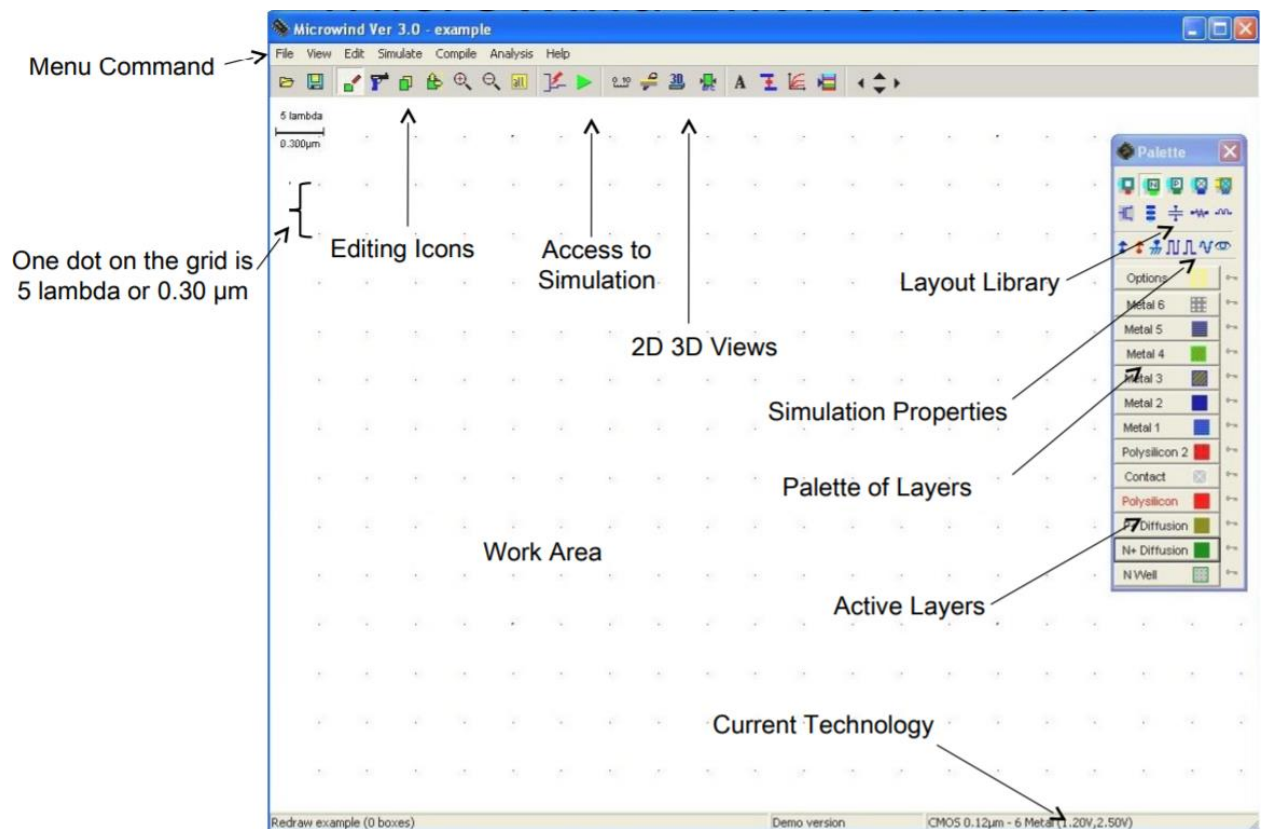 Microwind Ver 3.0 - example
File View Edit Simulate Compile Analysis Help
Menu Command
5 lambda
0.300µm
One dot on the grid is
5 lambda or 0.30 µm
Editing Icons
Access to
Simulation
2D 3D Views
Work Area
Layout Library
Simulation Properties
Palette of Layers
Active Layers
Current Technology
Palette
Options
Metal 6
Metal 5
Metal 4
Metal 3
Metal 2
Metal 1
Polysilicon 2
Contact
Polysilicon
P+ Diffusion
N+ Diffusion
N Well
Redraw example (0 boxes)
Demo version
CMOS 0.12µm - 6 Metal (1.20V,2.50V)